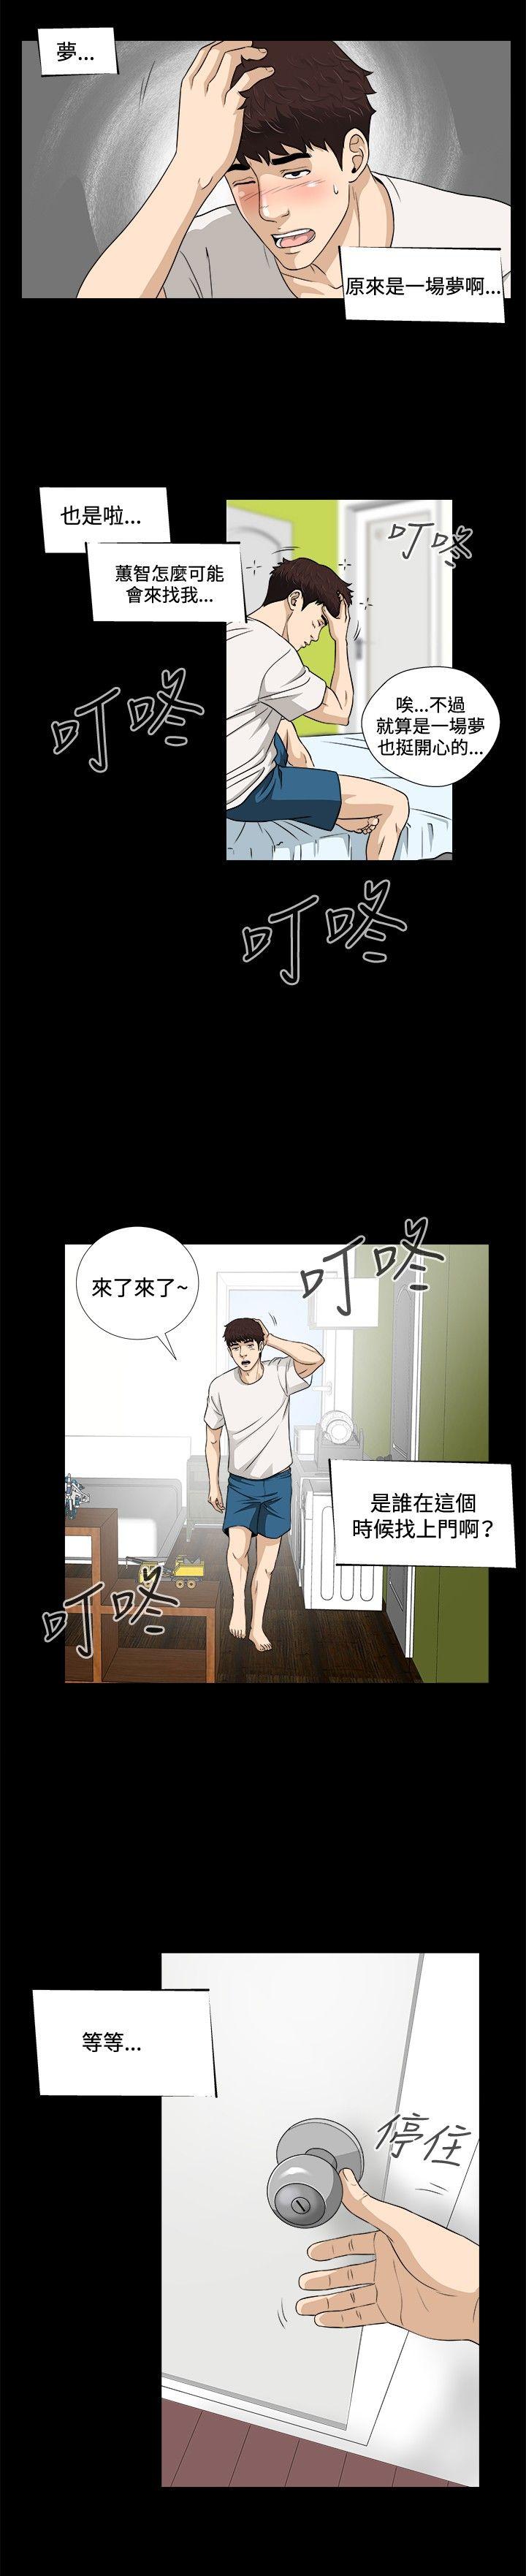 夢...
原來是一場夢啊...
也是啦...
蕙智怎麼可能
會來找我...
叮咚
唉...不過
就算是一場夢
也挺開心的...
叮咚
叮咚
叮咚
來了來了~
是誰在這個
時候找上門啊?
叮咚
等等...
停住